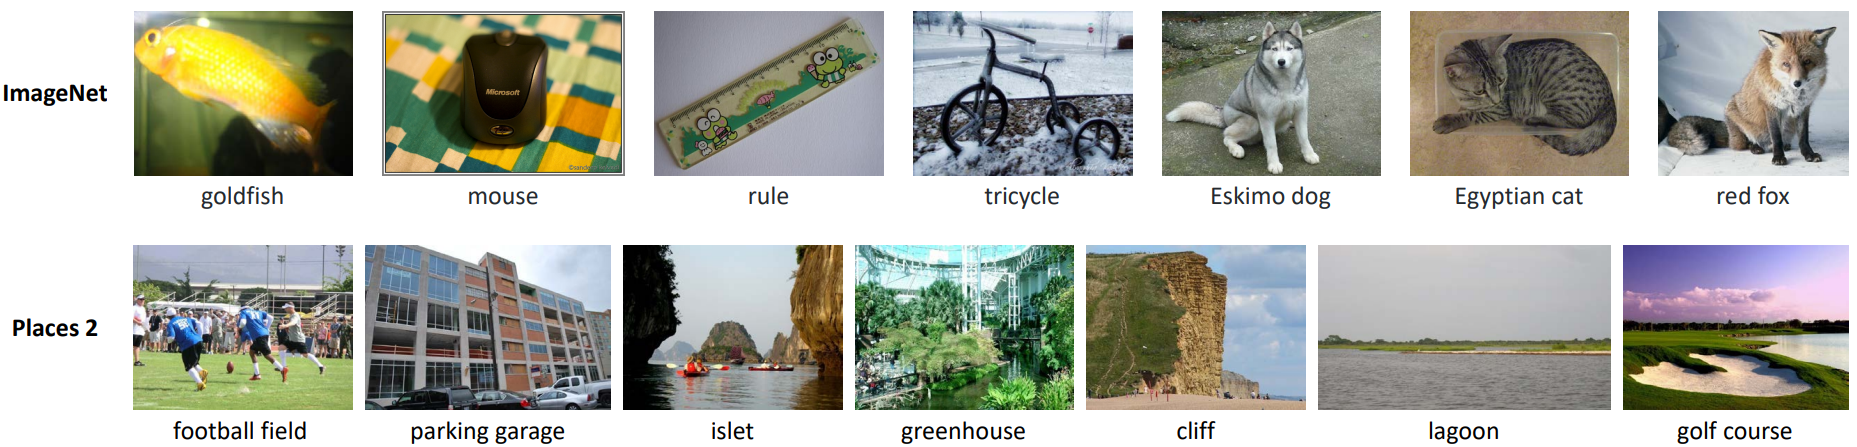 ImageNet
Microsoft
goldfish
mouse
rule
tricycle
Eskimo dog
Egyptian cat
red fox
Places 2
football field
parking garage
islet
greenhouse
cliff
lagoon
golf course